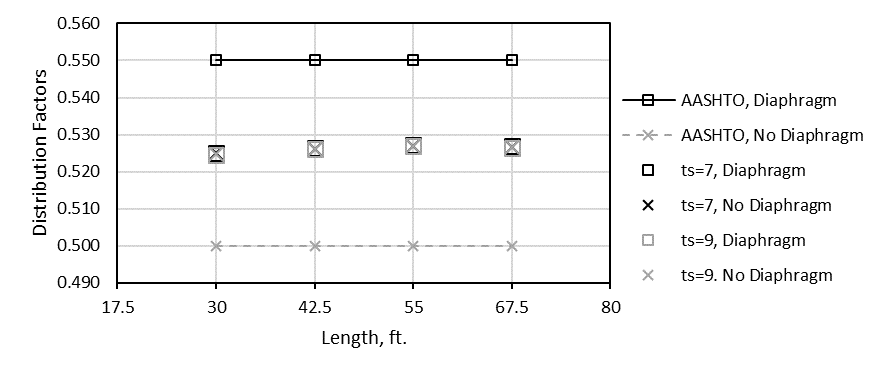 0.560
0.550
0.540
0.530
0.520
0.510
0.500
0.490
Distribution Factors
17.5 30 42.5 55 67.5 80
Length, ft.
AASHTO, Diaphragm
AASHTO, No Diaphragm
ts=7, Diaphragm
ts=7, No Diaphragm
ts=9, Diaphragm
ts=9. No Diaphragm